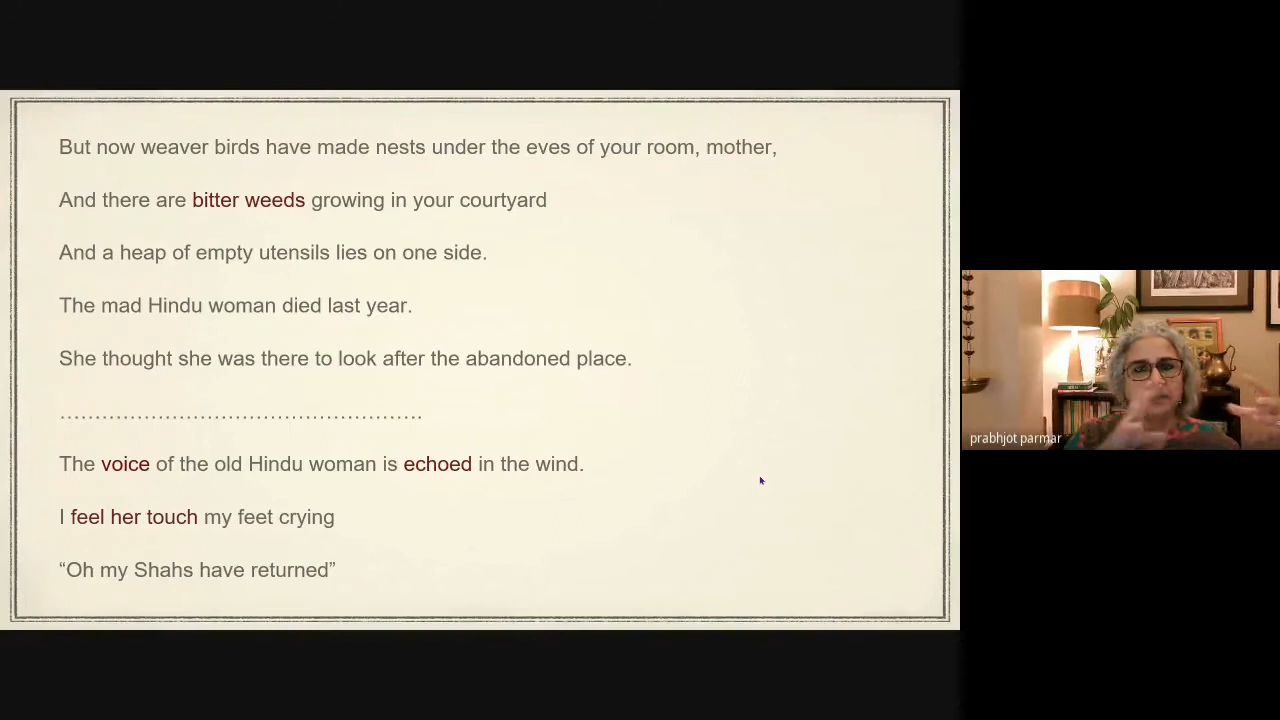 But now weaver birds have made nests under the eves of your room, mother,
And there are bitter weeds growing in your courtyard
And a heap of empty utensils lies on one side.
The mad Hindu woman died last year.
She thought she was there to look after the abandoned place.
………………………………………….
The voice of the old Hindu woman is echoed in the wind.
I feel her touch my feet crying
“Oh my Shahs have returned”
prabhjot parmar